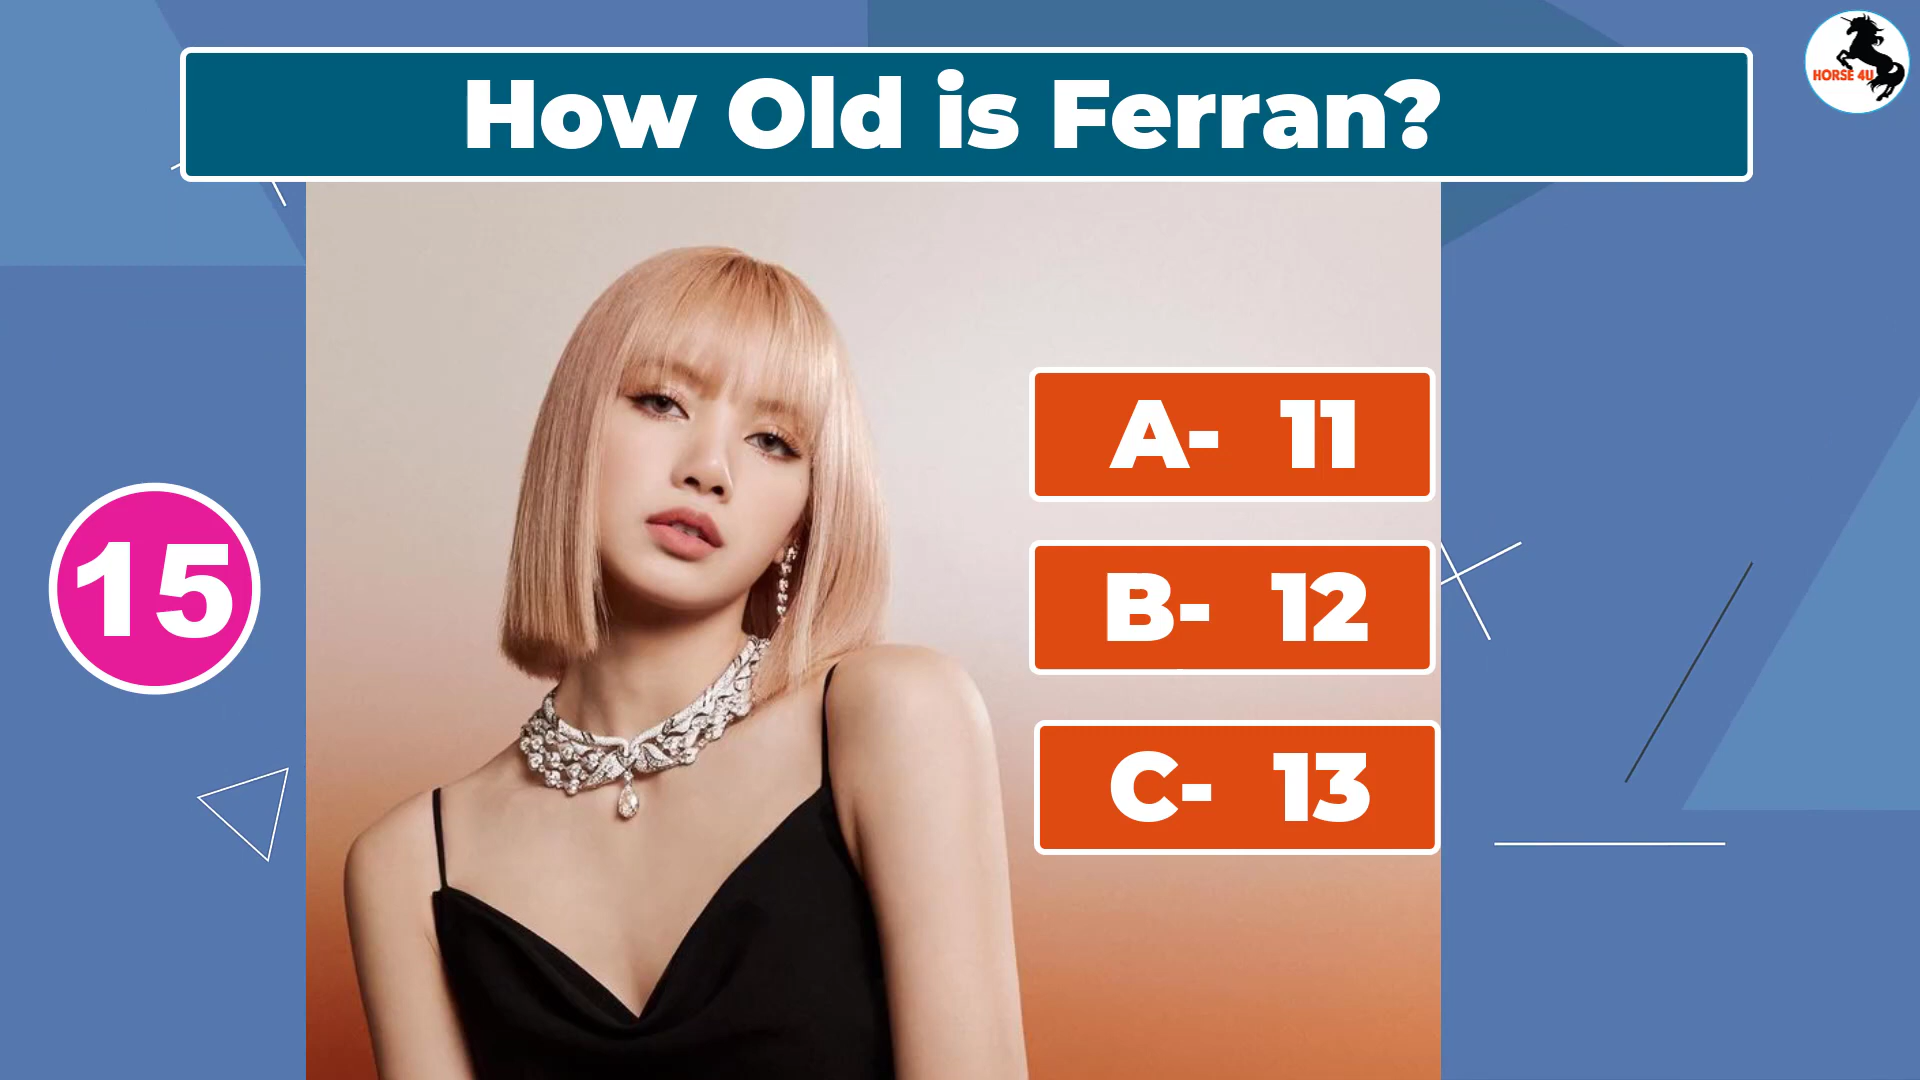 How Old is Ferran?
HORSE 4U
A- 11
B- 12
15
C- 13